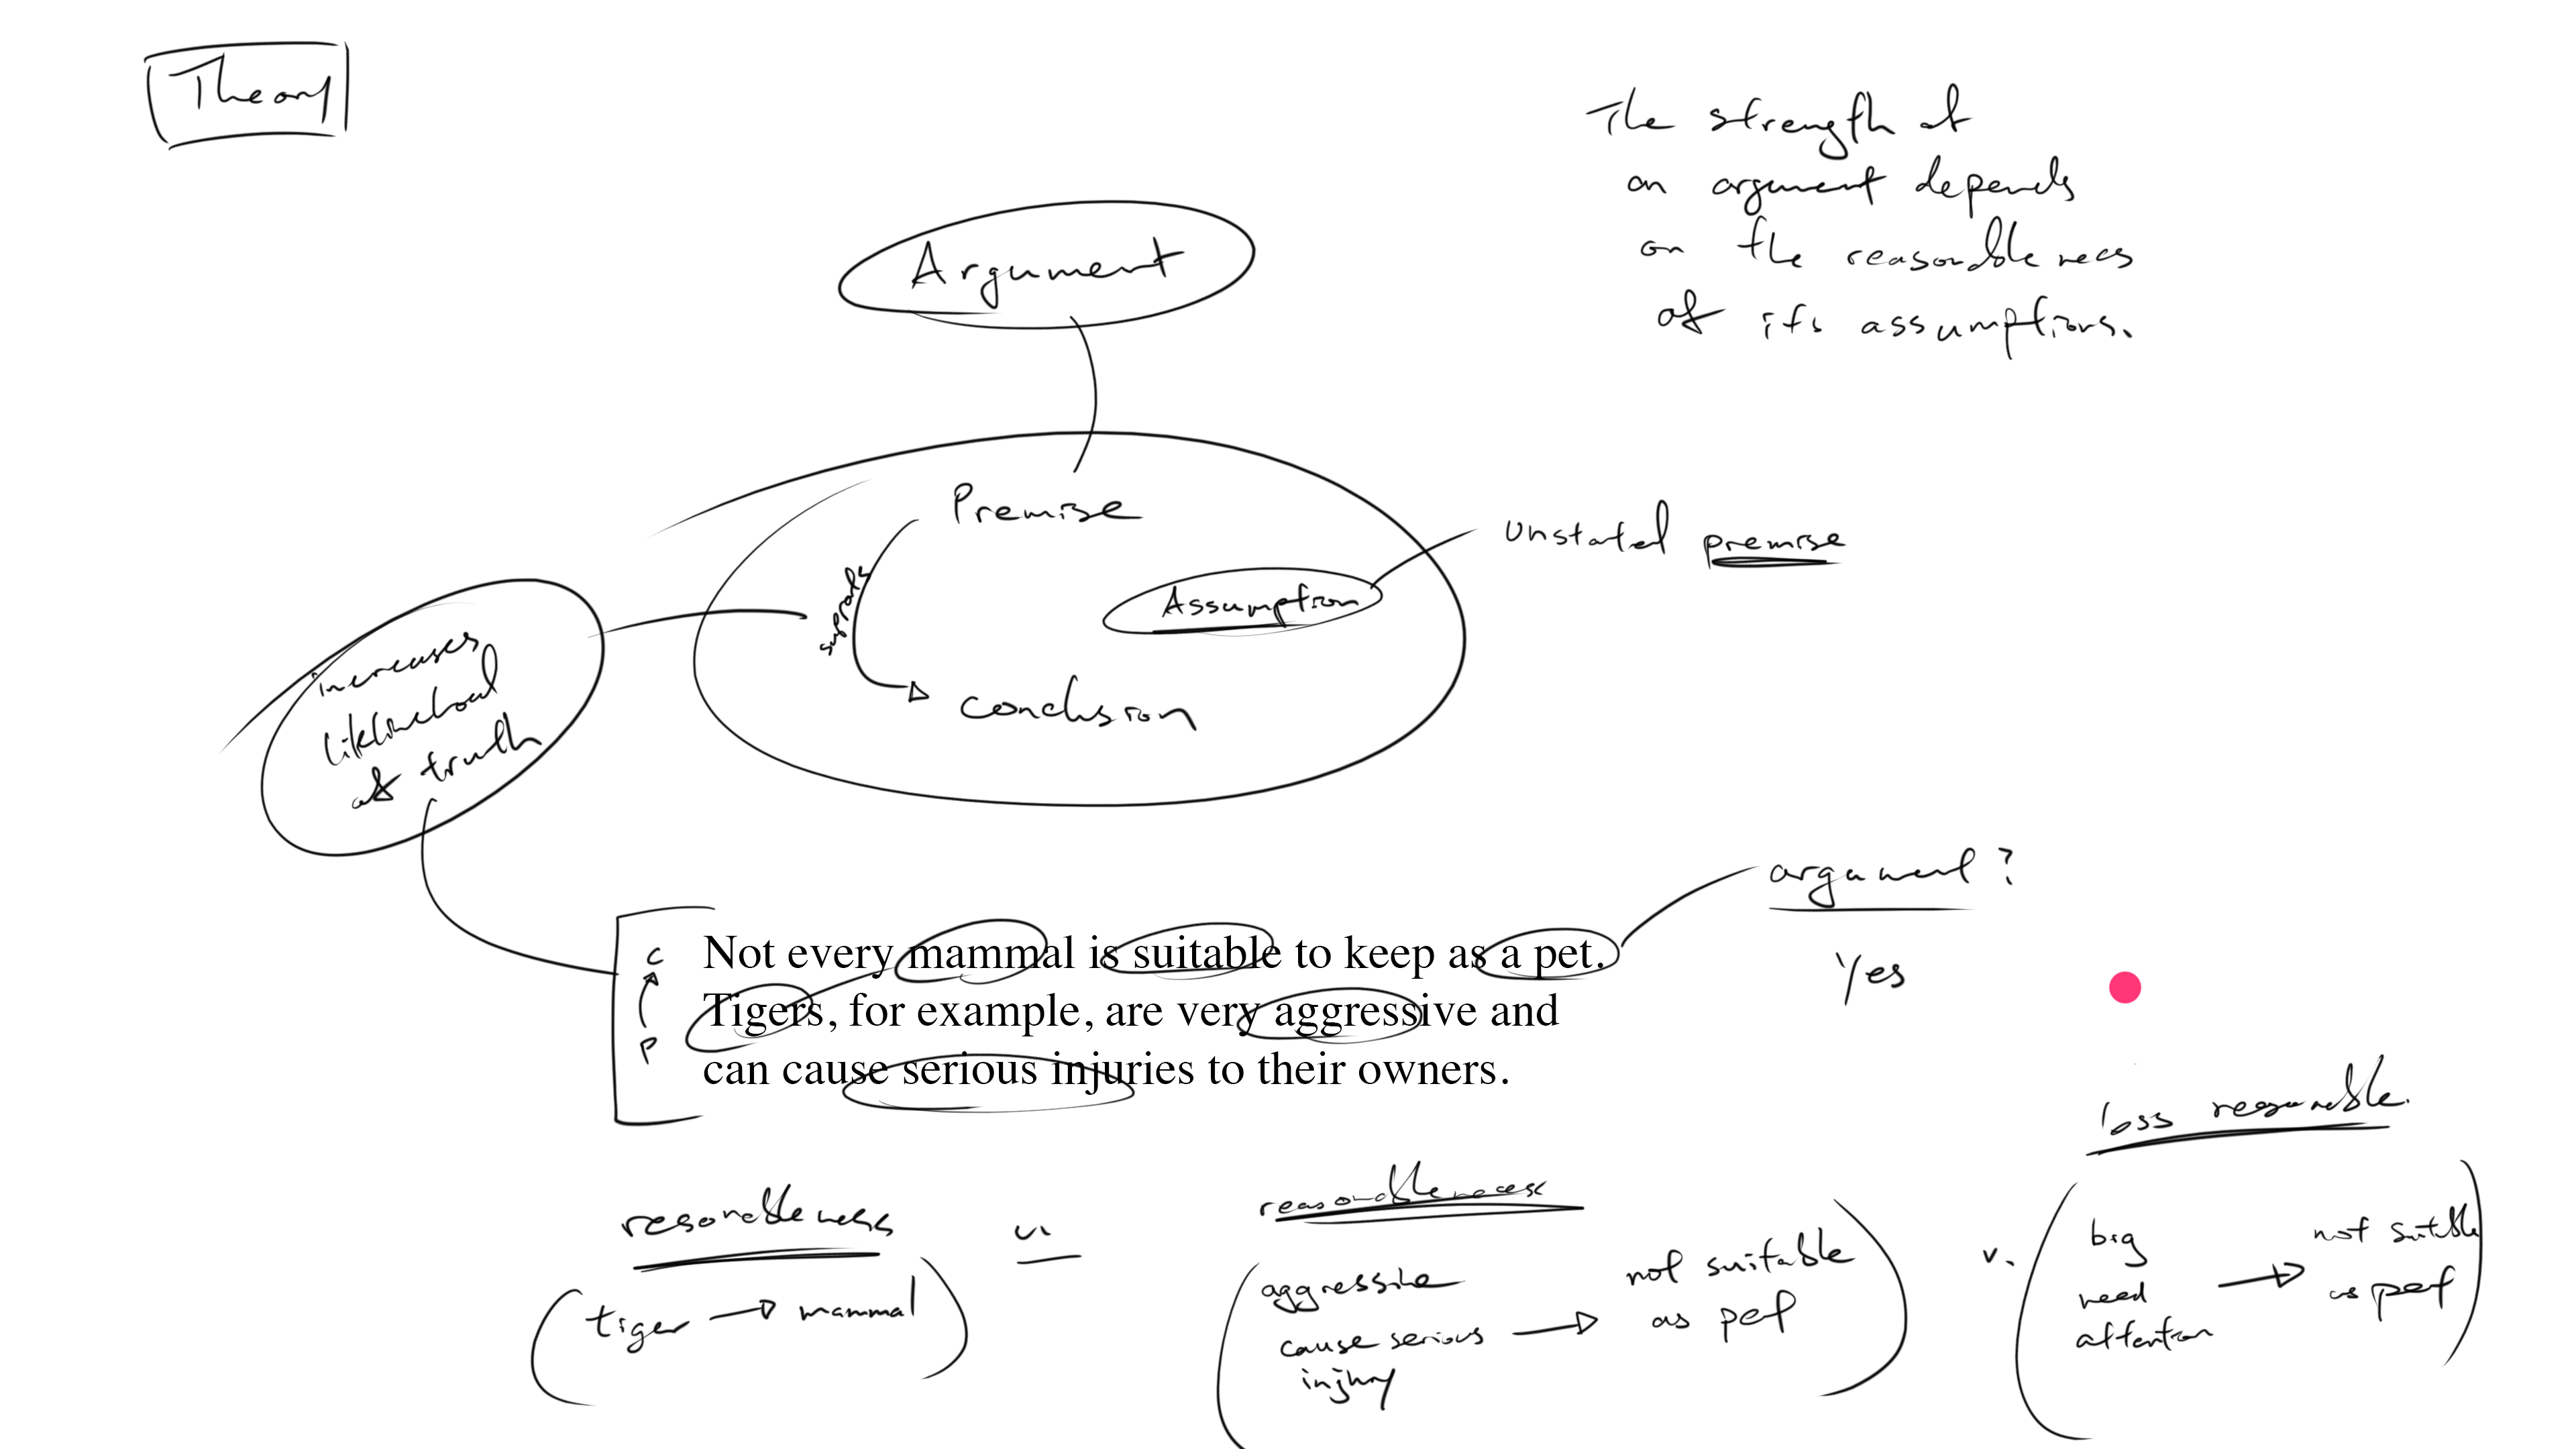 Theory
The strength of
an argument depends
on the reasonableness
of its assumptions.
Argument
Premise
supports
Assumption
Unstated premise
Conclusion
increases
likelihood
of truth
argument?
Yes
C
P
Not every mammal is suitable to keep as a pet.
Tigers, for example, are very aggressive and
can cause serious injuries to their owners.
reasonableness
tiger → mammal
v.
reasonableness
aggressive
cause serious
injury
→
not suitable
as pet
v.
less reasonable.
big
need
attention
→
not suitable
as pet